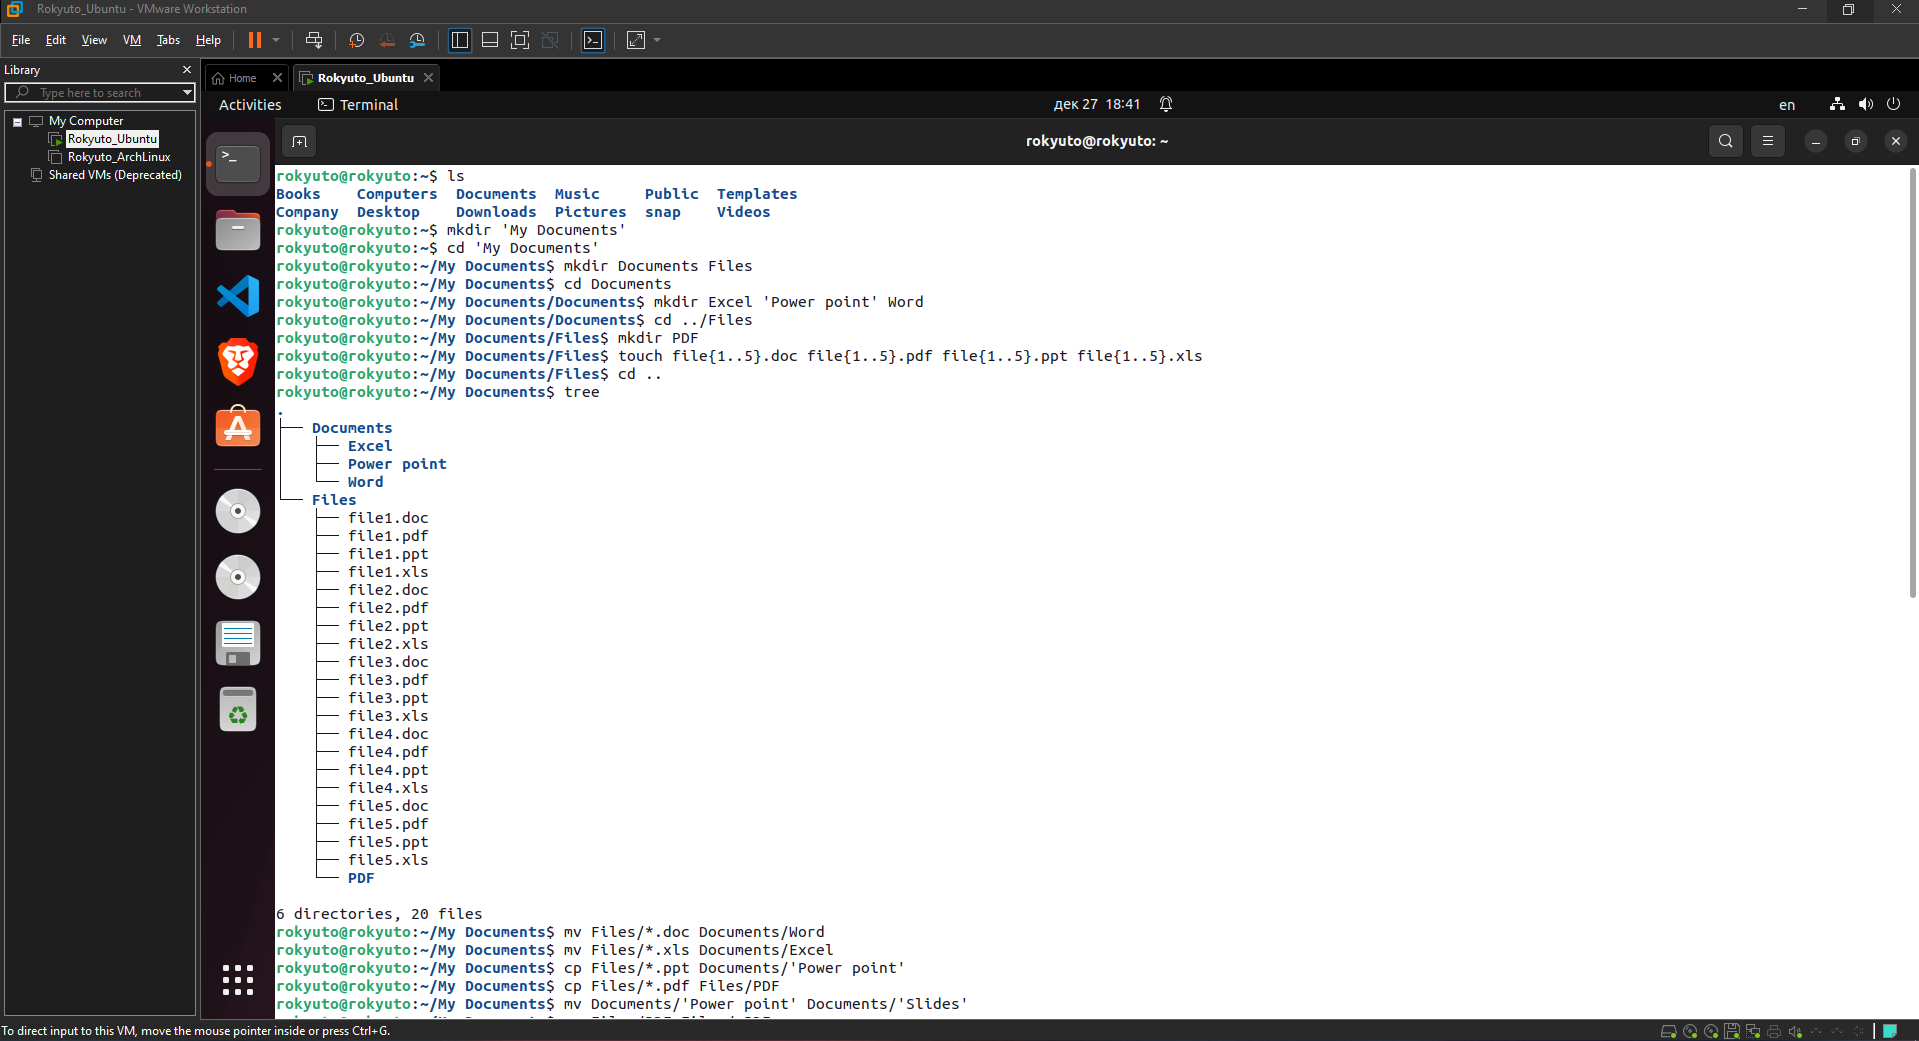 Rokyuto_Ubuntu - VMware Workstation
File Edit View VM Tabs Help
Library
Type here to search
My Computer
Rokyuto_Ubuntu
Rokyuto_ArchLinux
Shared VMs (Deprecated)
Home Rokyuto_Ubuntu
Activities Terminal дек 27 18:41 en
rokyuto@rokyuto: ~
rokyuto@rokyuto:~$ ls
Books Computers Documents Music Public Templates
Company Desktop Downloads Pictures snap Videos
rokyuto@rokyuto:~$ mkdir 'My Documents'
rokyuto@rokyuto:~$ cd 'My Documents'
rokyuto@rokyuto:~/My Documents$ mkdir Documents Files
rokyuto@rokyuto:~/My Documents$ cd Documents
rokyuto@rokyuto:~/My Documents/Documents$ mkdir Excel 'Power point' Word
rokyuto@rokyuto:~/My Documents/Documents$ cd ../Files
rokyuto@rokyuto:~/My Documents/Files$ mkdir PDF
rokyuto@rokyuto:~/My Documents/Files$ touch file{1..5}.doc file{1..5}.pdf file{1..5}.ppt file{1..5}.xls
rokyuto@rokyuto:~/My Documents/Files$ cd ..
rokyuto@rokyuto:~/My Documents$ tree
.
├── Documents
│   ├── Excel
│   ├── Power point
│   └── Word
└── Files
    ├── file1.doc
    ├── file1.pdf
    ├── file1.ppt
    ├── file1.xls
    ├── file2.doc
    ├── file2.pdf
    ├── file2.ppt
    ├── file2.xls
    ├── file3.doc
    ├── file3.pdf
    ├── file3.ppt
    ├── file3.xls
    ├── file4.doc
    ├── file4.pdf
    ├── file4.ppt
    ├── file4.xls
    ├── file5.doc
    ├── file5.pdf
    ├── file5.ppt
    ├── file5.xls
    └── PDF
6 directories, 20 files
rokyuto@rokyuto:~/My Documents$ mv Files/*.doc Documents/Word
rokyuto@rokyuto:~/My Documents$ mv Files/*.xls Documents/Excel
rokyuto@rokyuto:~/My Documents$ cp Files/*.ppt Documents/'Power point'
rokyuto@rokyuto:~/My Documents$ cp Files/*.pdf Files/PDF
rokyuto@rokyuto:~/My Documents$ mv Documents/'Power point' Documents/'Slides'
To direct input to this VM, move the mouse pointer inside or press Ctrl+G.